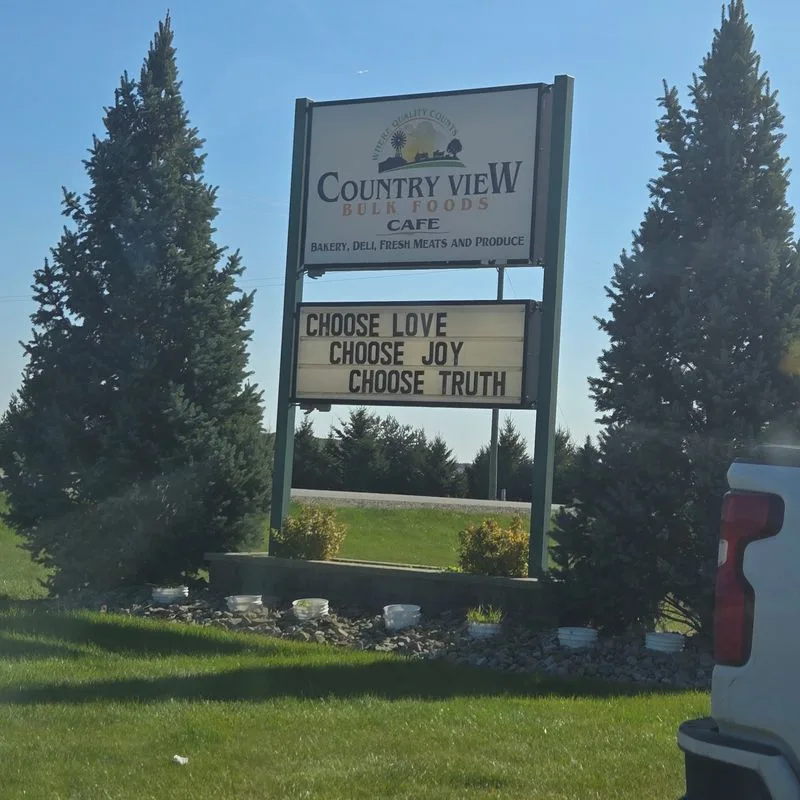 WHERE QUALITY COUNTS
COUNTRY VIEW
BULK FOODS
CAFE
BAKERY, DELI, FRESH MEATS AND PRODUCE
CHOOSE LOVE
CHOOSE JOY
CHOOSE TRUTH